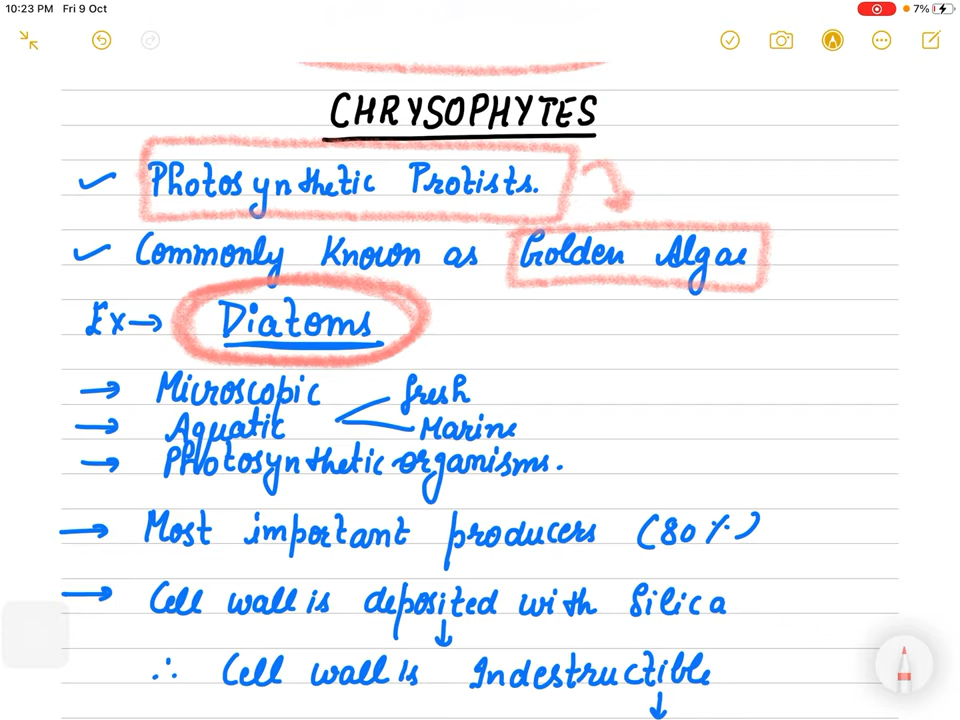 10:23 PM Fri 9 Oct 7%
CHRYSOPHYTES
✓ Photosynthetic Protists.
✓ Commonly Known as Golden Algae
Ex→ Diatoms
→ Microscopic
fresh
→ Aquatic
Marine
→ Photosynthetic organisms.
→ Most important producers (80%)
→ Cell wall is deposited with Silica
↓
∴ Cell wall is Indestructible
↓